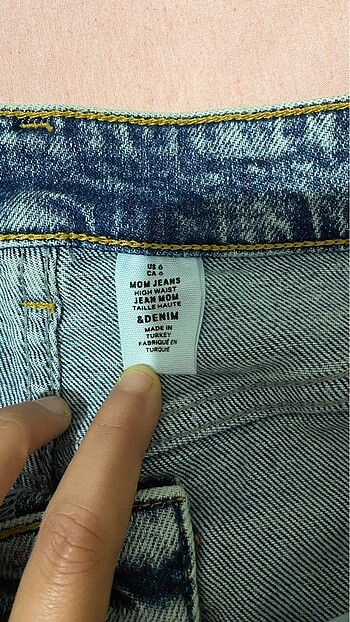 US 6
CA 6
MOM JEANS
HIGH WAIST
JEAN MOM
TAILLE HAUTE
&DENIM
MADE IN
TURKEY
FABRIQUÉ EN
TURQUIE